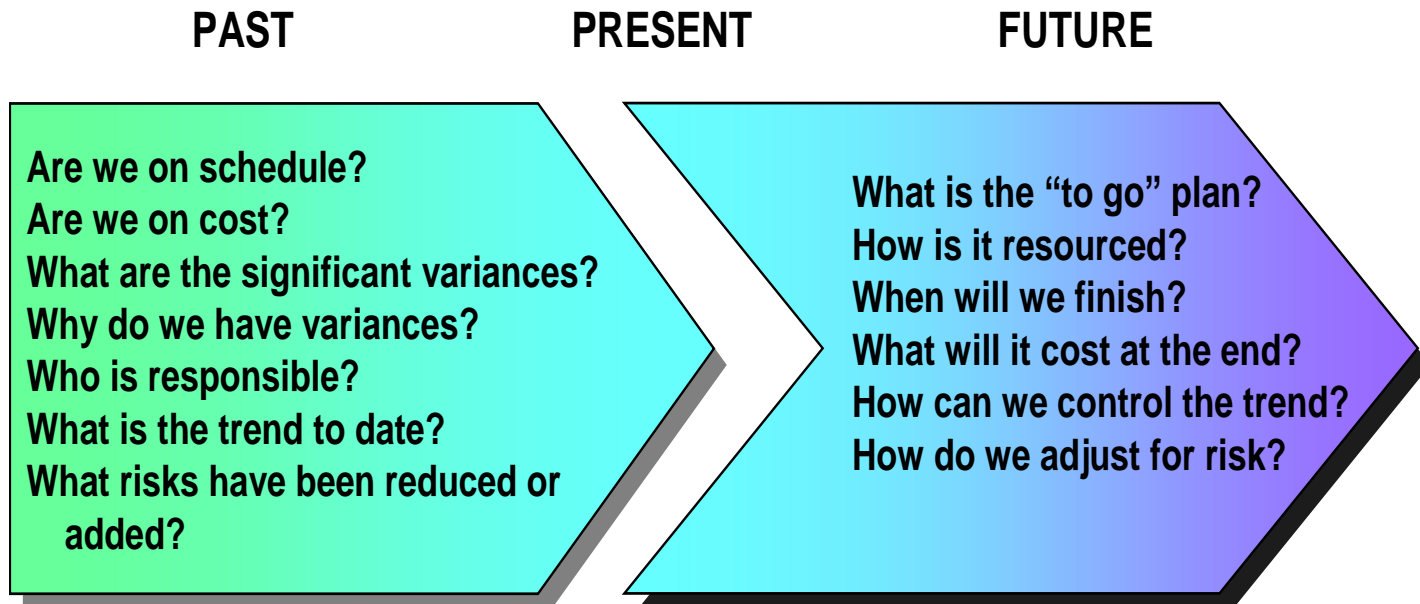 PAST PRESENT FUTURE
Are we on schedule?
Are we on cost?
What are the significant variances?
Why do we have variances?
Who is responsible?
What is the trend to date?
What risks have been reduced or
added?
What is the “to go” plan?
How is it resourced?
When will we finish?
What will it cost at the end?
How can we control the trend?
How do we adjust for risk?